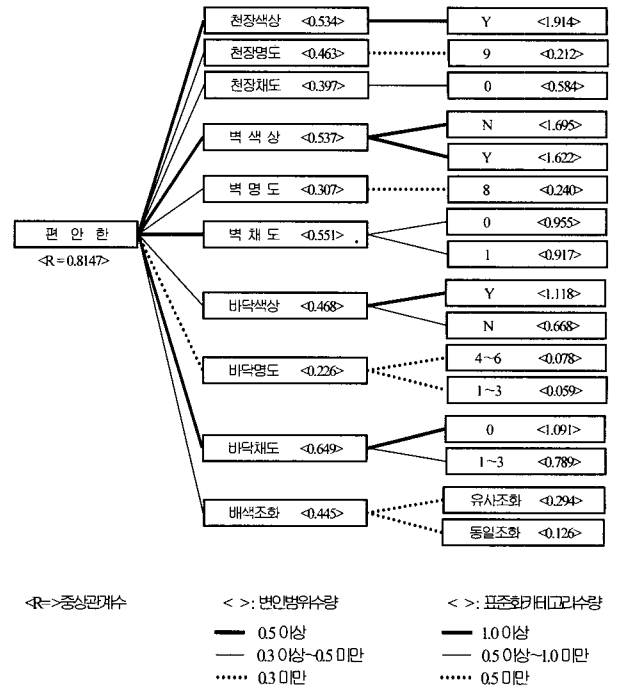 천장색상 <0.534> Y <1.914>
천장명도 <0.463> 9 <0.212>
천장채도 <0.397> 0 <0.584>
벽 색 상 <0.537> N <1.695>
Y <1.622>
벽 명 도 <0.307> 8 <0.240>
편 안 한 벽 채 도 <0.551> 0 <0.955>
<R = 0.8147> 1 <0.917>
바닥색상 <0.468> Y <1.118>
N <0.668>
바닥명도 <0.226> 4~6 <0.078>
1~3 <0.059>
바닥채도 <0.649> 0 <1.091>
1~3 <0.789>
배색조화 <0.445> 유사조화 <0.294>
동일조화 <0.126>
<R=>중상관계수 < >: 변인범위수량 < >: 표준화카테고리수량
0.5 이상 1.0 이상
0.3 이상~0.5 미만 0.5 이상~1.0 미만
0.3 미만 0.5 미만